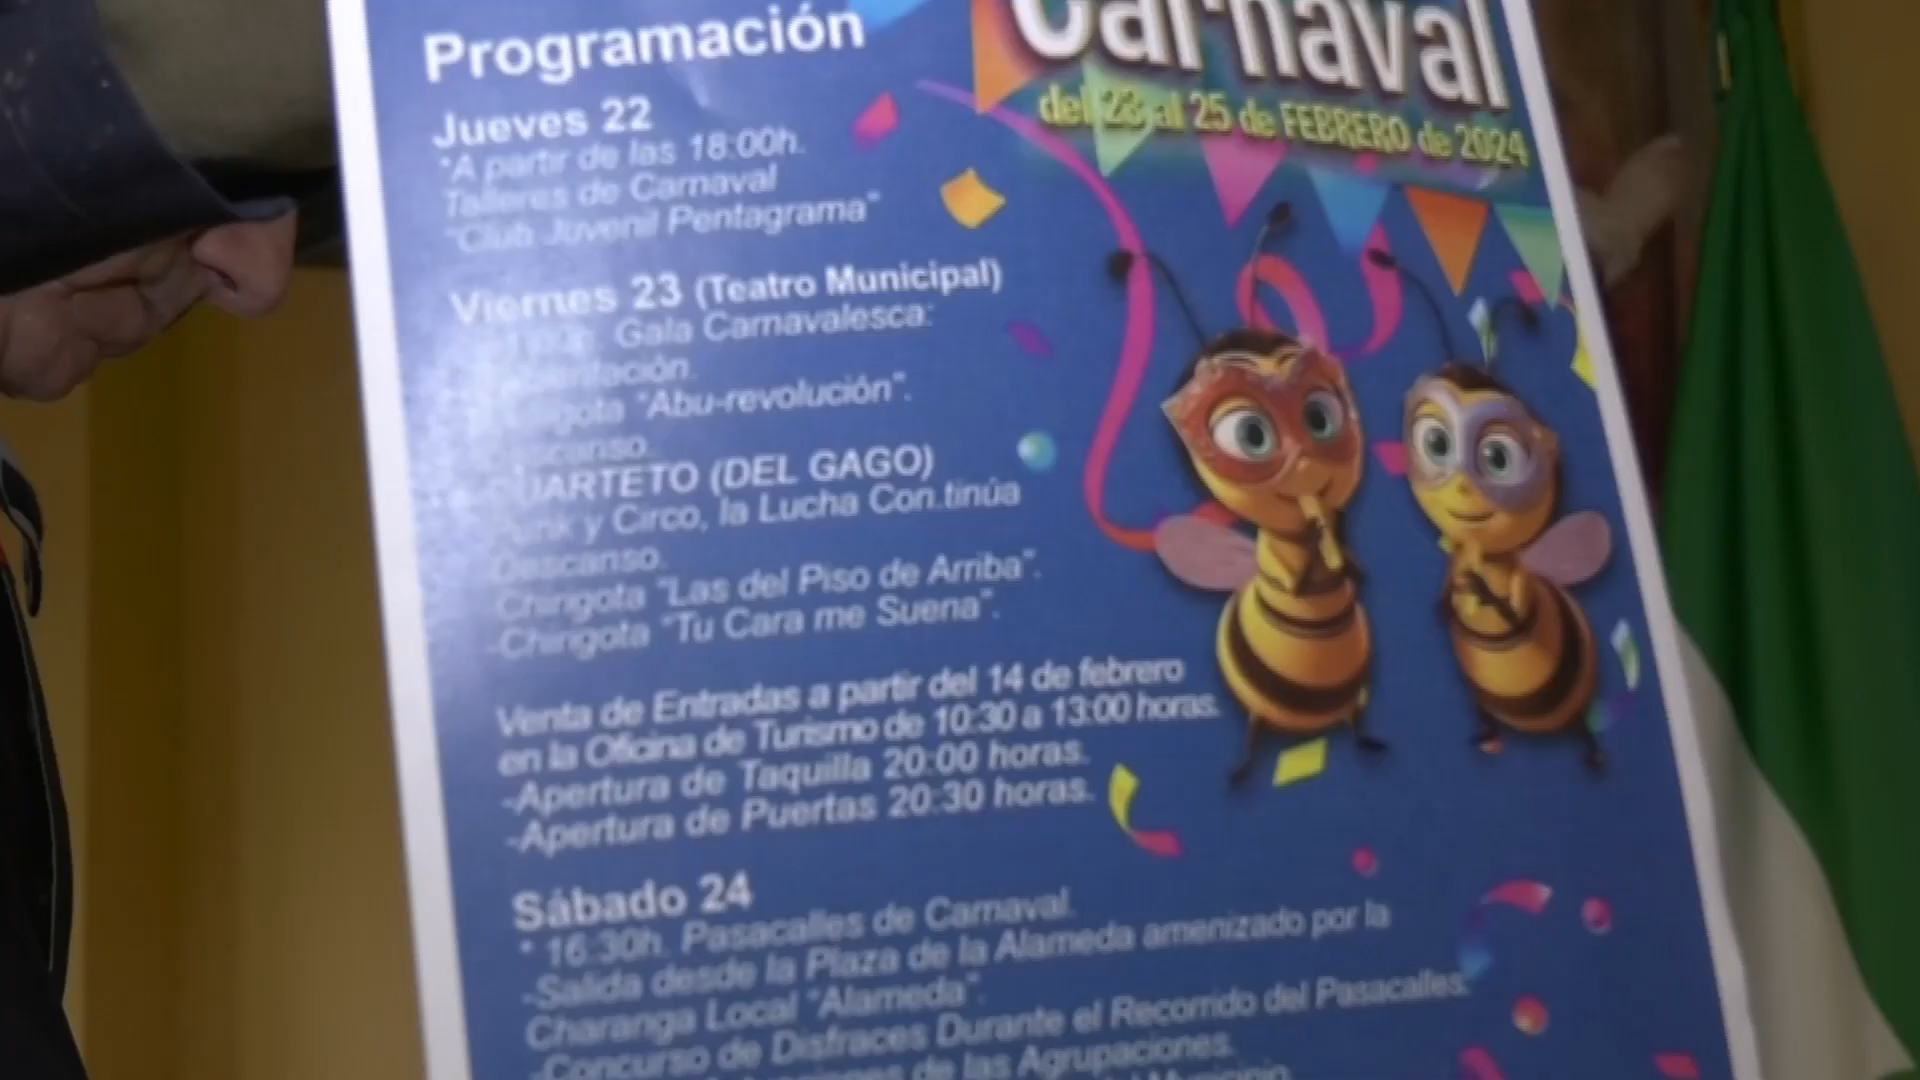 Programación
Carnaval
del 23 al 25 de FEBRERO de 2024
Jueves 22
"A partir de las 18:00h.
Talleres de Carnaval
"Club Juvenil Pentagrama"
Viernes 23 (Teatro Municipal)
Gala Carnavalesca:
"Abu-revolución".
CUARTETO (DEL GAGO)
Punk y Circo, la Lucha Con.tinúa
Descanso.
-Chirigota "Las del Piso de Arriba".
-Chirigota "Tu Cara me Suena".
Venta de Entradas a partir del 14 de febrero
en la Oficina de Turismo de 10:30 a 13:00 horas.
-Apertura de Taquilla 20:00 horas.
-Apertura de Puertas 20:30 horas.
Sábado 24
* 16:30h. Pasacalles de Carnaval.
-Salida desde la Plaza de la Alameda amenizado por la
Charanga Local "Alameda".
-Concurso de Disfraces Durante el Recorrido del Pasacalles.
de las Agrupaciones.